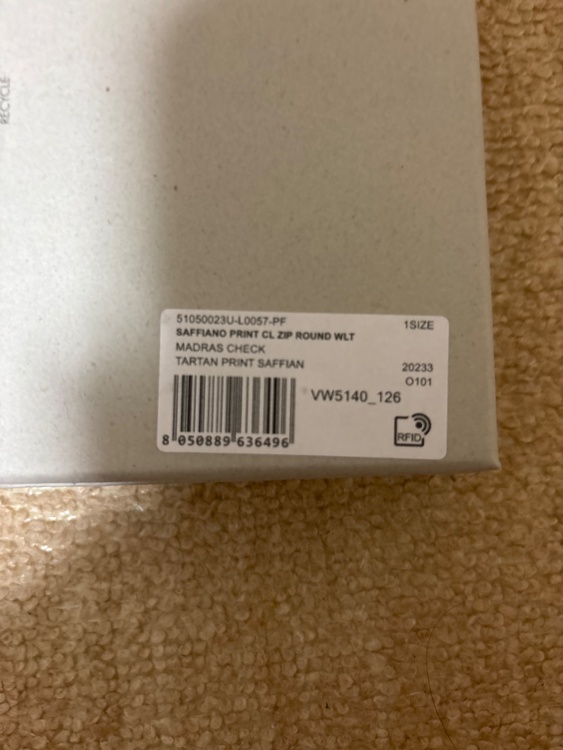 RECYCLE
51050023U-L0057-PF
1SIZE
SAFFIANO PRINT CL ZIP ROUND WLT
MADRAS CHECK
TARTAN PRINT SAFFIAN
20233
O101
VW5140_126
8 050889 636496
RFID